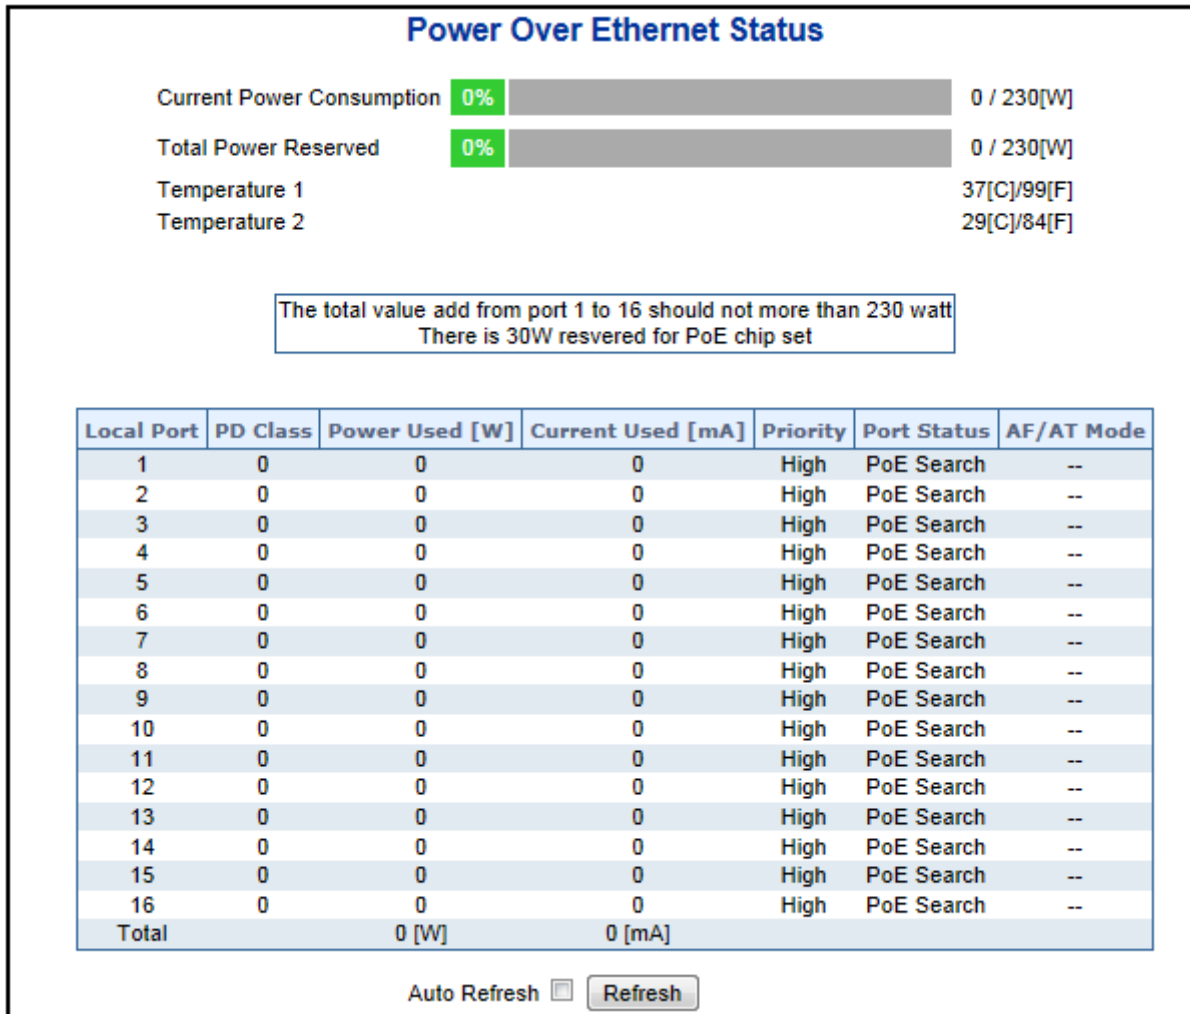 Power Over Ethernet Status
Current Power Consumption 0% 0 / 230[W]
Total Power Reserved 0% 0 / 230[W]
Temperature 1 37[C]/99[F]
Temperature 2 29[C]/84[F]
The total value add from port 1 to 16 should not more than 230 watt
There is 30W resvered for PoE chip set
Local Port PD Class Power Used [W] Current Used [mA] Priority Port Status AF/AT Mode
1 0 0 0 High PoE Search --
2 0 0 0 High PoE Search --
3 0 0 0 High PoE Search --
4 0 0 0 High PoE Search --
5 0 0 0 High PoE Search --
6 0 0 0 High PoE Search --
7 0 0 0 High PoE Search --
8 0 0 0 High PoE Search --
9 0 0 0 High PoE Search --
10 0 0 0 High PoE Search --
11 0 0 0 High PoE Search --
12 0 0 0 High PoE Search --
13 0 0 0 High PoE Search --
14 0 0 0 High PoE Search --
15 0 0 0 High PoE Search --
16 0 0 0 High PoE Search --
Total 0 [W] 0 [mA]
Auto Refresh Refresh